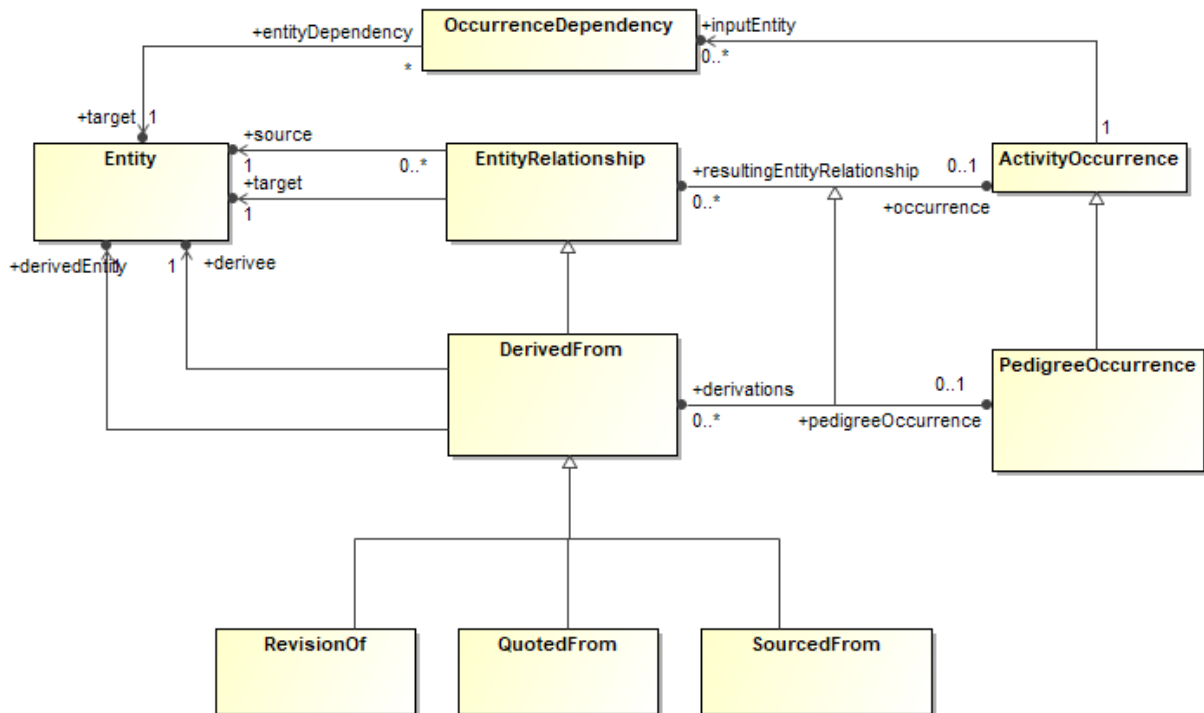 OccurrenceDependency
+entityDependency
*
+inputEntity
0..*
+target
1
1
Entity
+source
1
0..*
EntityRelationship
+target
1
+resultingEntityRelationship
0..*
0..1
+occurrence
ActivityOccurrence
+derivedEntity
1
1
+derivee
DerivedFrom
+derivations
0..*
0..1
+pedigreeOccurrence
PedigreeOccurrence
RevisionOf
QuotedFrom
SourcedFrom